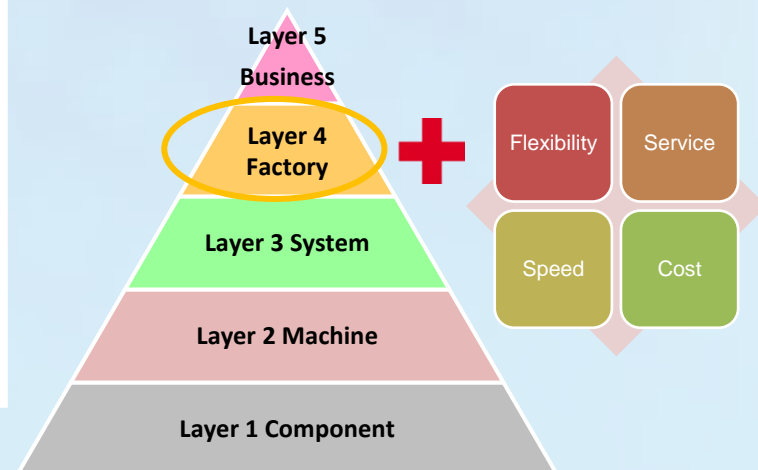 Layer 5
Business
Layer 4
Factory
Layer 3 System
Layer 2 Machine
Layer 1 Component
Flexibility
Service
Speed
Cost